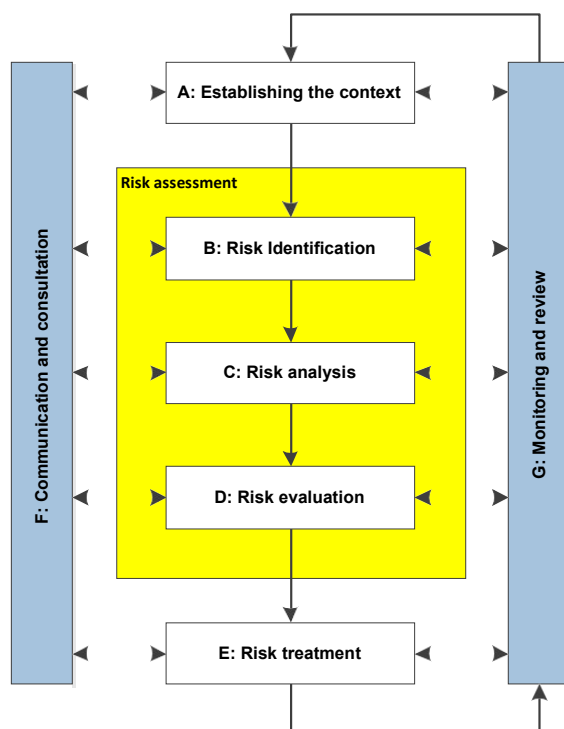 A: Establishing the context
Risk assessment
B: Risk Identification
C: Risk analysis
D: Risk evaluation
E: Risk treatment
F: Communication and consultation
G: Monitoring and review